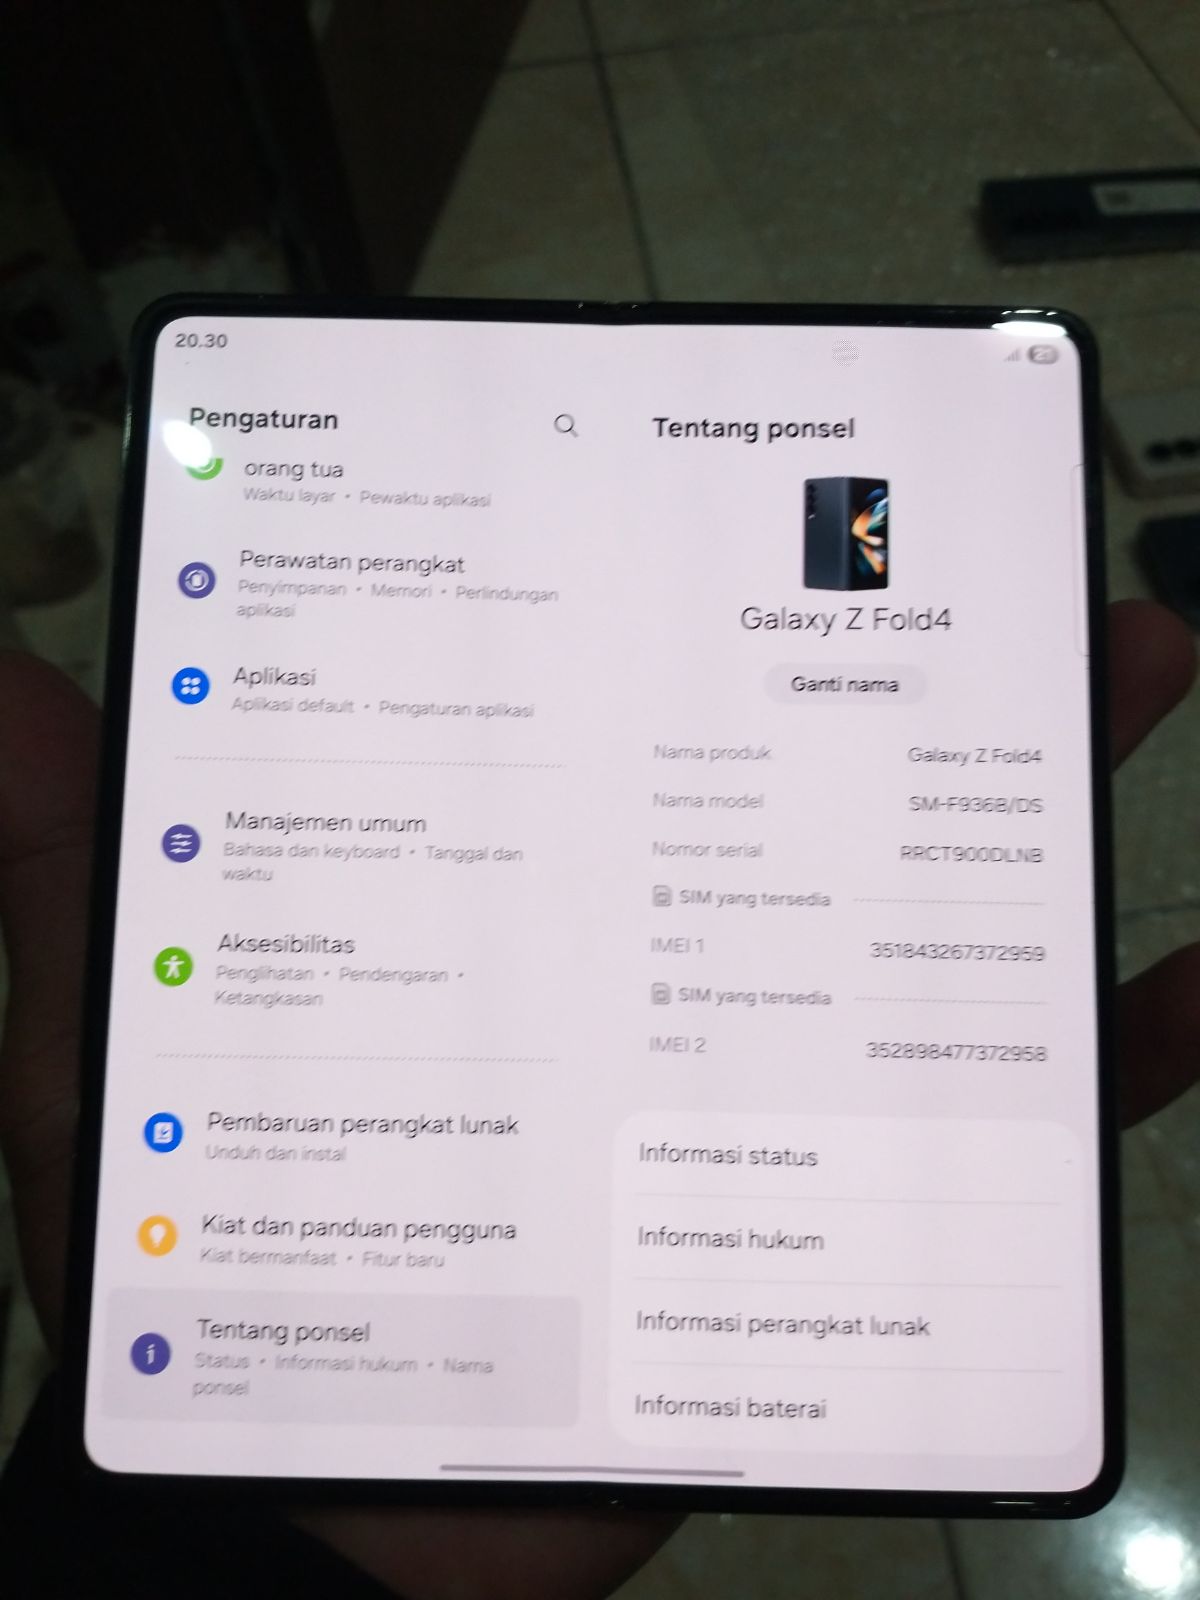 20.30
21
Pengaturan
orang tua
Waktu layar • Pewaktu aplikasi
Perawatan perangkat
Penyimpanan • Memori • Perlindungan
aplikasi
Aplikasi
Aplikasi default • Pengaturan aplikasi
Manajemen umum
Bahasa dan keyboard • Tanggal dan
waktu
Aksesibilitas
Penglihatan • Pendengaran •
Ketangkasan
Pembaruan perangkat lunak
Unduh dan instal
Kiat dan panduan pengguna
Kiat bermanfaat • Fitur baru
Tentang ponsel
Status • Informasi hukum • Nama
ponsel
Tentang ponsel
Galaxy Z Fold4
Ganti nama
Nama produk Galaxy Z Fold4
Nama model SM-F936B/DS
Nomor serial RRCT900DLNB
SIM yang tersedia
IMEI 1 351843267372959
SIM yang tersedia
IMEI 2 352898477372958
Informasi status
Informasi hukum
Informasi perangkat lunak
Informasi baterai